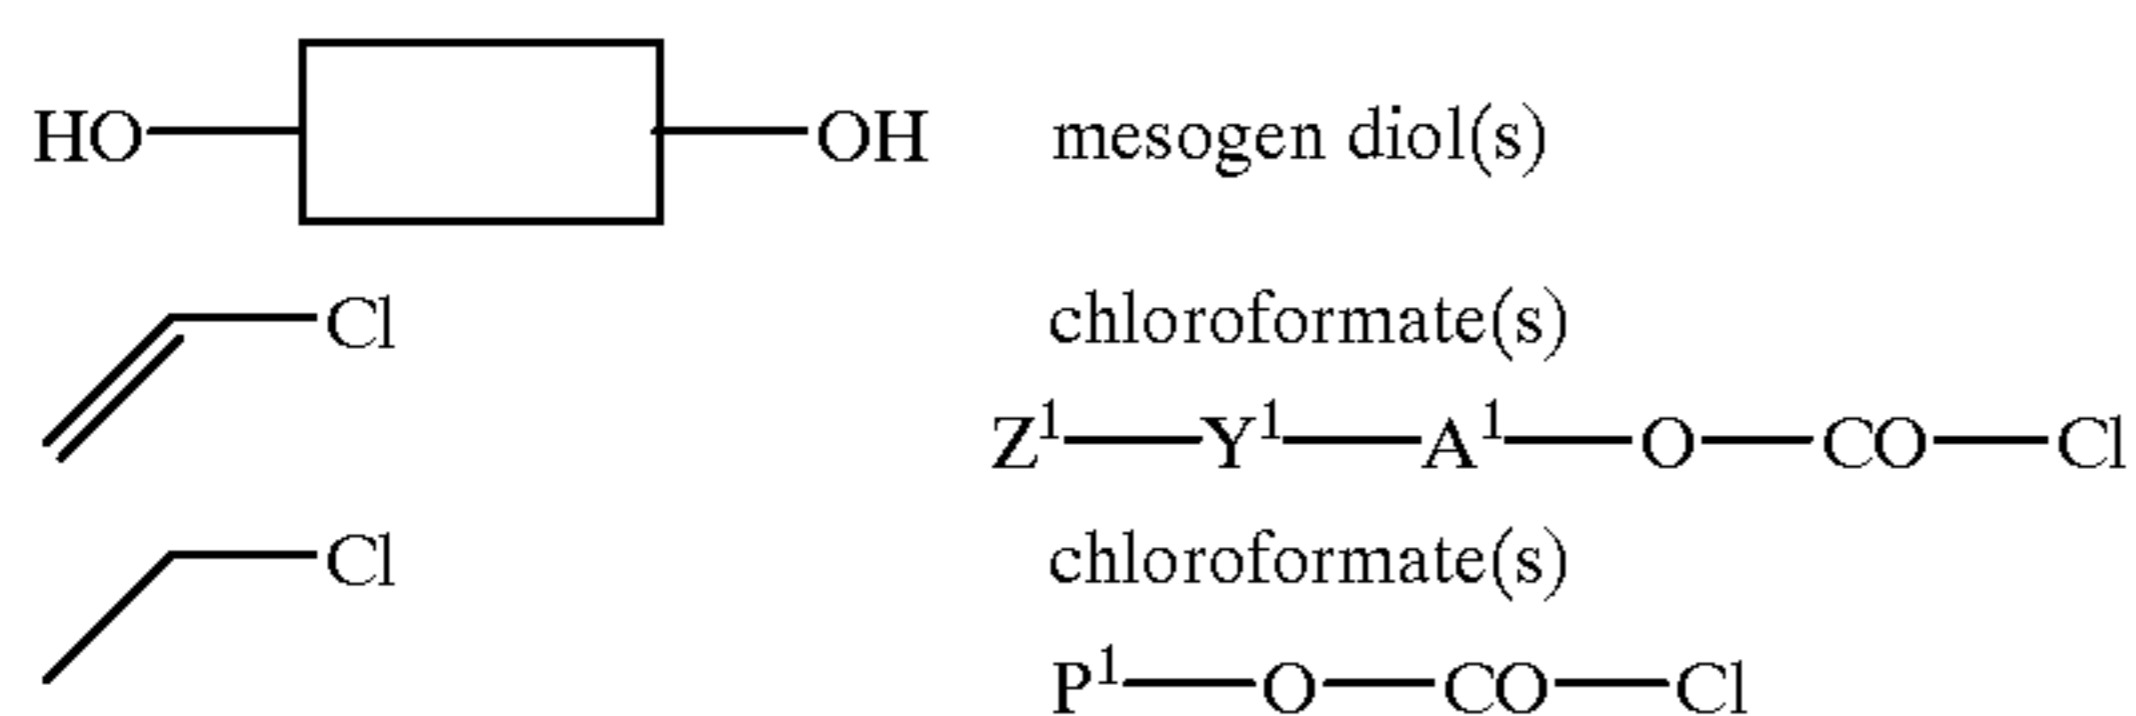 HO OH mesogen diol(s)
Cl chloroformate(s)
Z¹—Y¹—A¹—O—CO—Cl
Cl chloroformate(s)
P¹—O—CO—Cl